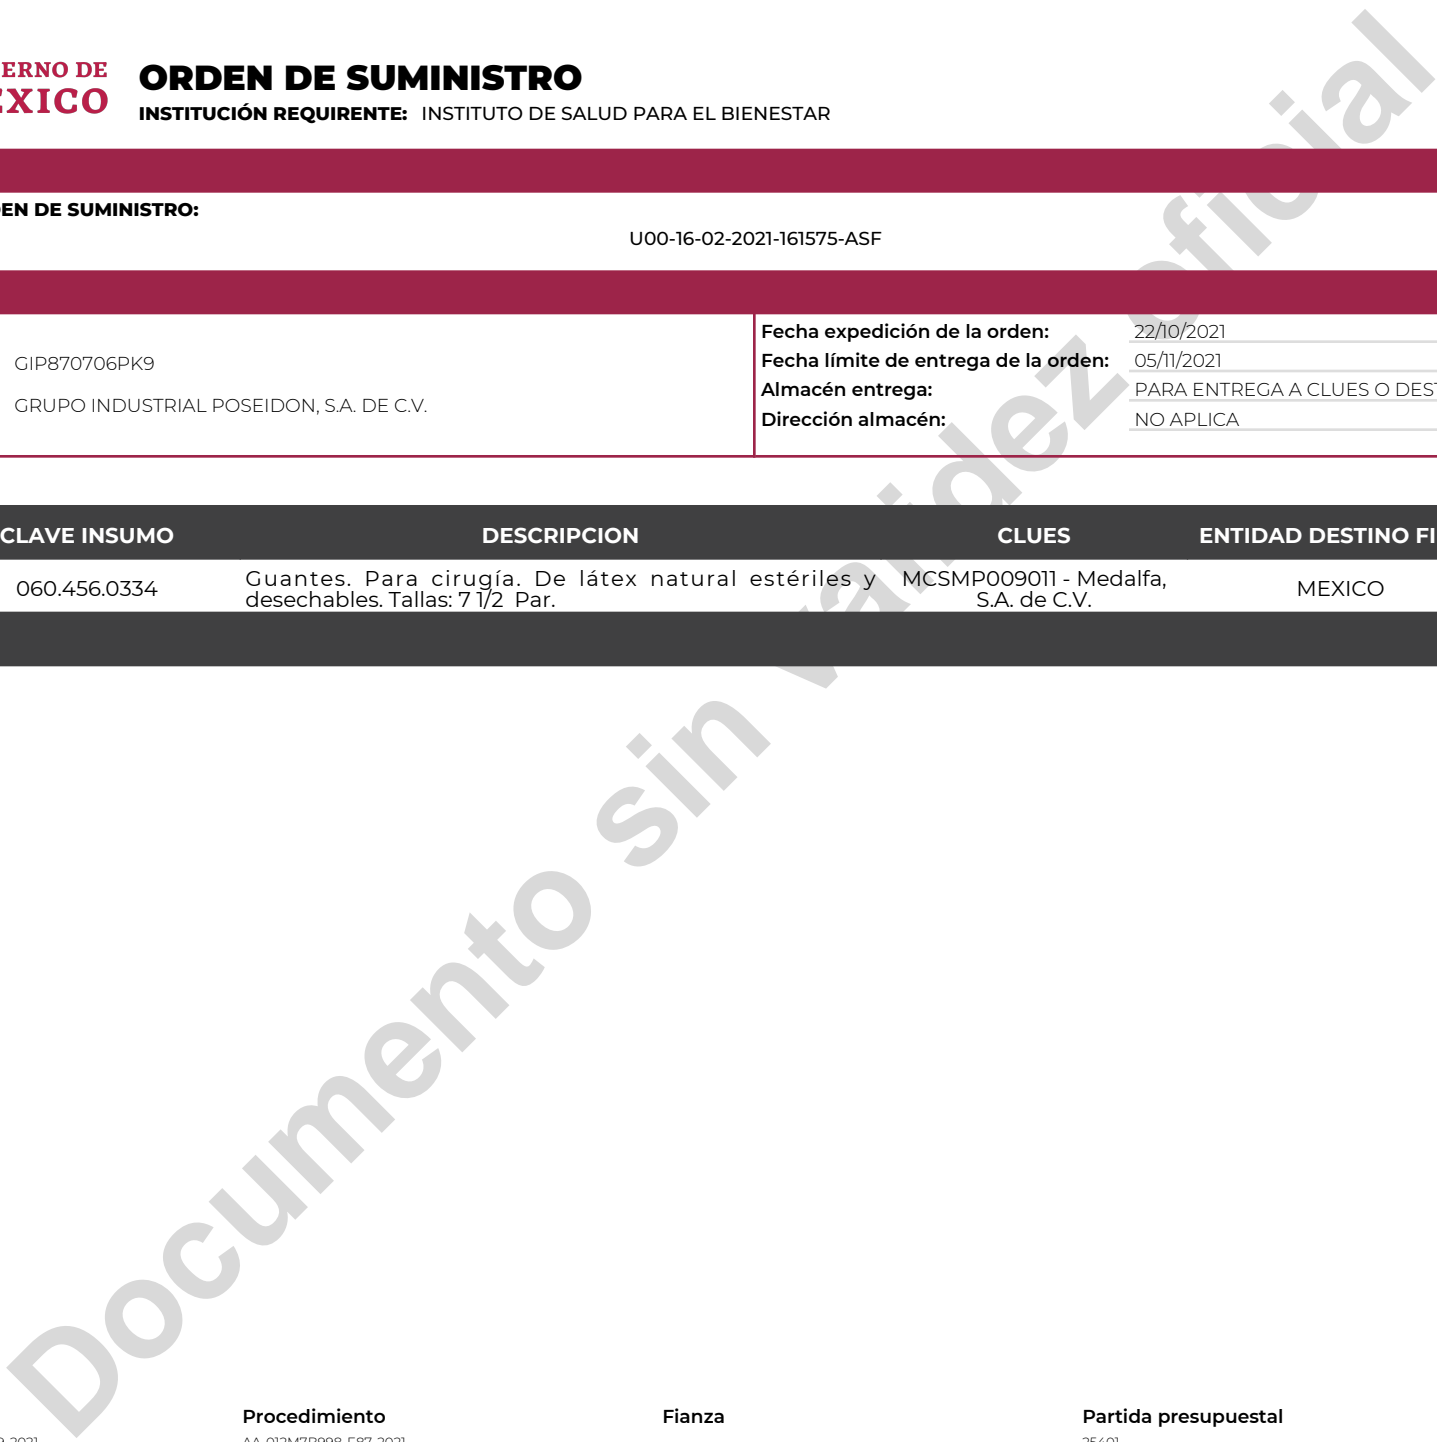 ERNO DE
ORDEN DE SUMINISTRO
INSTITUCIÓN REQUIRENTE: INSTITUTO DE SALUD PARA EL BIENESTAR
EXICO
EN DE SUMINISTRO:
U00-16-02-2021-161575-ASF
GIP870706PK9
GRUPO INDUSTRIAL POSEIDON, S.A. DE C.V.
Fecha expedición de la orden: 22/10/2021
Fecha límite de entrega de la orden: 05/11/2021
Almacén entrega: PARA ENTREGA A CLUES O DEST
Dirección almacén: NO APLICA
CLAVE INSUMO DESCRIPCION CLUES ENTIDAD DESTINO FI
060.456.0334
Guantes. Para cirugía. De látex natural estériles y
desechables. Tallas: 7 1/2 Par.
MCSMP009011 - Medalfa,
S.A. de C.V.
MEXICO
Documento sin validez oficial
Procedimiento Fianza Partida presupuestal